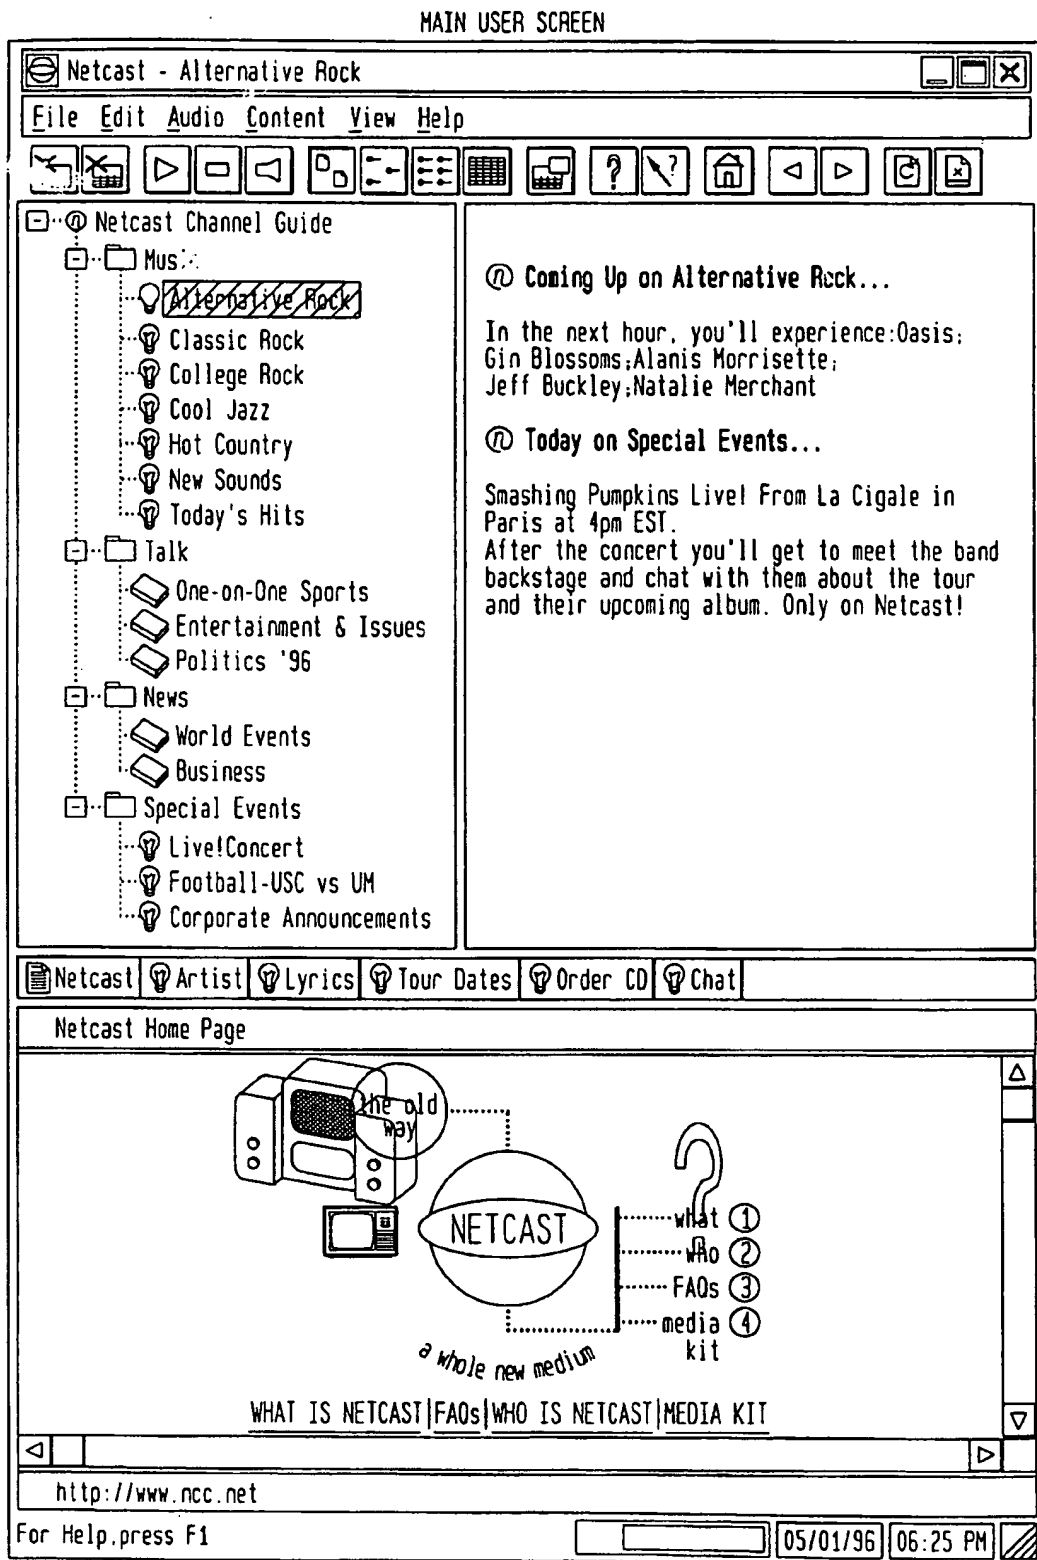 MAIN USER SCREEN
Netcast - Alternative Rock
File Edit Audio Content View Help
Netcast Channel Guide
Alternative Rock
Classic Rock
College Rock
Cool Jazz
Hot Country
New Sounds
Today's Hits
Talk
One-on-One Sports
Entertainment & Issues
Politics '96
News
World Events
Business
Special Events
Live!Concert
Football-USC vs UM
Corporate Announcements
Coming Up on Alternative Rock...
In the next hour, you'll experience:Oasis;
Gin Blossoms;Alanis Morrisette;
Jeff Buckley;Natalie Merchant
Today on Special Events...
Smashing Pumpkins Live! From La Cigale in
Paris at 4pm EST.
After the concert you'll get to meet the band
backstage and chat with them about the tour
and their upcoming album. Only on Netcast!
Netcast Artist Lyrics Tour Dates Order CD Chat
Netcast Home Page
the old
way
NETCAST
what 1
who 2
FAQs 3
media 4
kit
a whole new medium
WHAT IS NETCAST|FAQs|WHO IS NETCAST|MEDIA KIT
http://www.ncc.net
For Help,press F1 05/01/96 06:25 PM